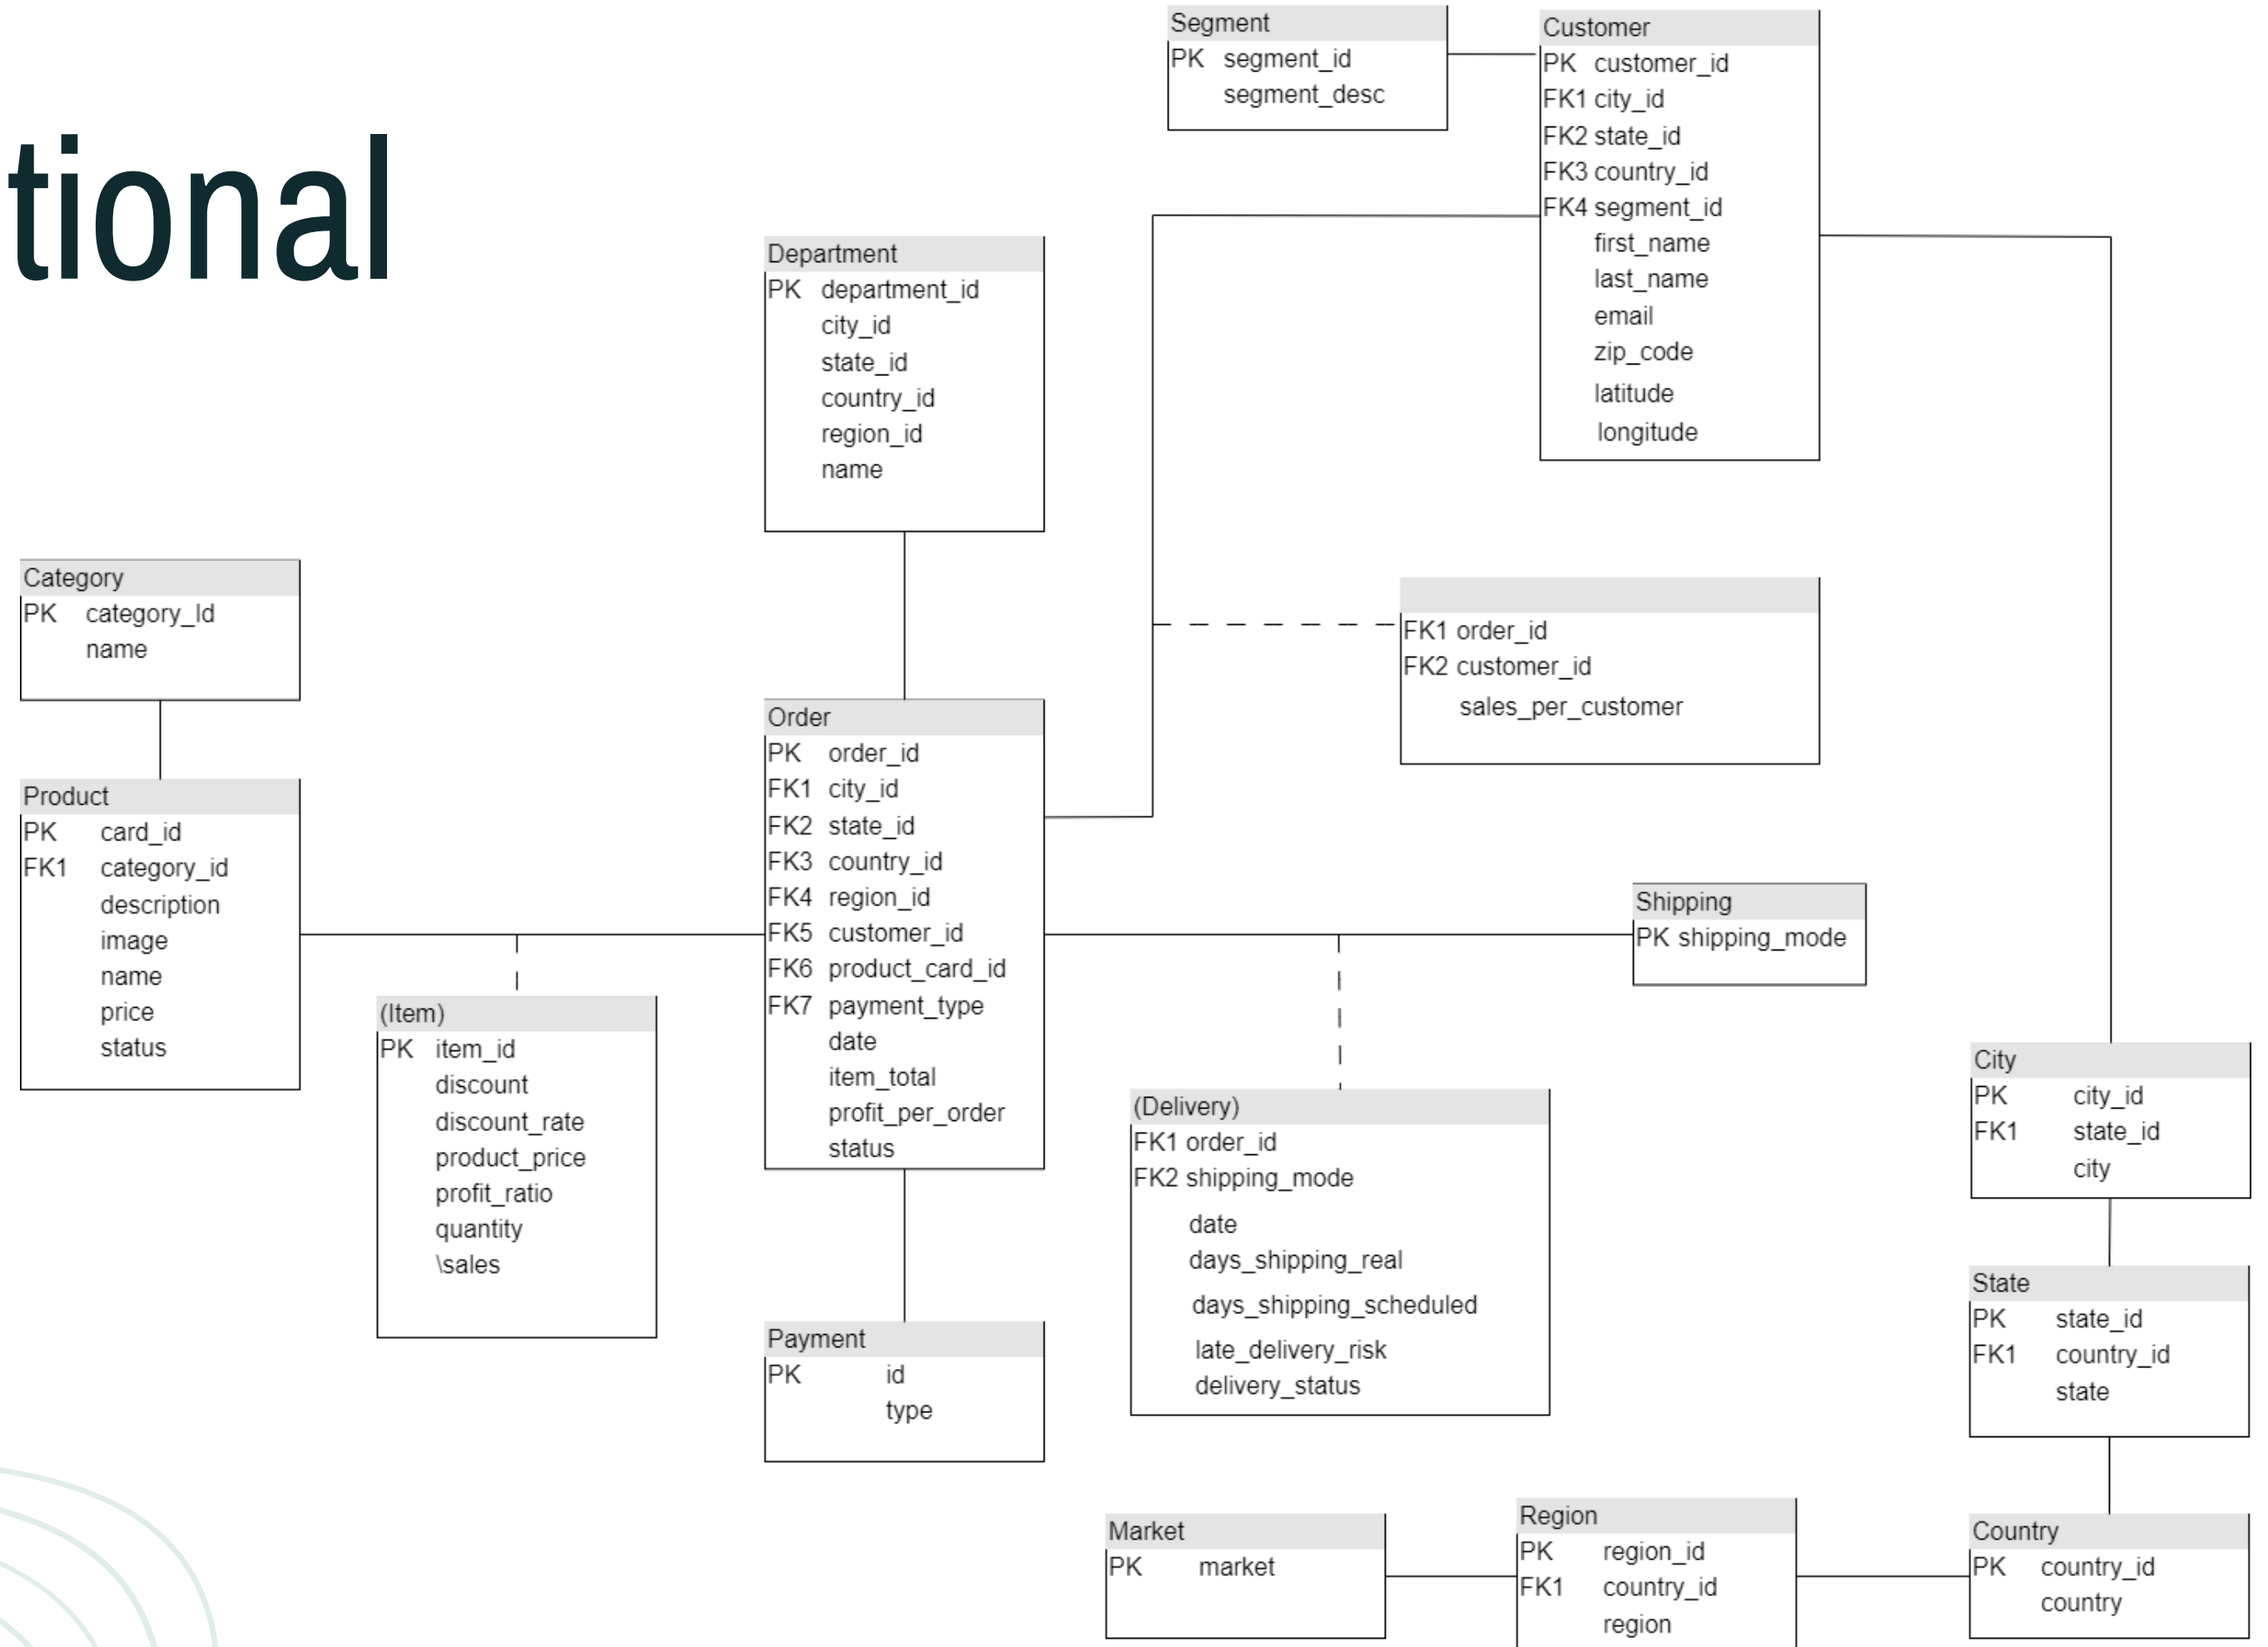 tional
Segment
PK segment_id
segment_desc
Customer
PK customer_id
FK1 city_id
FK2 state_id
FK3 country_id
FK4 segment_id
first_name
last_name
email
zip_code
latitude
longitude
Department
PK department_id
city_id
state_id
country_id
region_id
name
Category
PK category_Id
name
FK1 order_id
FK2 customer_id
sales_per_customer
Product
PK card_id
FK1 category_id
description
image
name
price
status
Order
PK order_id
FK1 city_id
FK2 state_id
FK3 country_id
FK4 region_id
FK5 customer_id
FK6 product_card_id
FK7 payment_type
date
item_total
profit_per_order
status
Shipping
PK shipping_mode
(Item)
PK item_id
discount
discount_rate
product_price
profit_ratio
quantity
\sales
(Delivery)
FK1 order_id
FK2 shipping_mode
date
days_shipping_real
days_shipping_scheduled
late_delivery_risk
delivery_status
City
PK city_id
FK1 state_id
city
State
PK state_id
FK1 country_id
state
Payment
PK id
type
Market
PK market
Region
PK region_id
FK1 country_id
region
Country
PK country_id
country